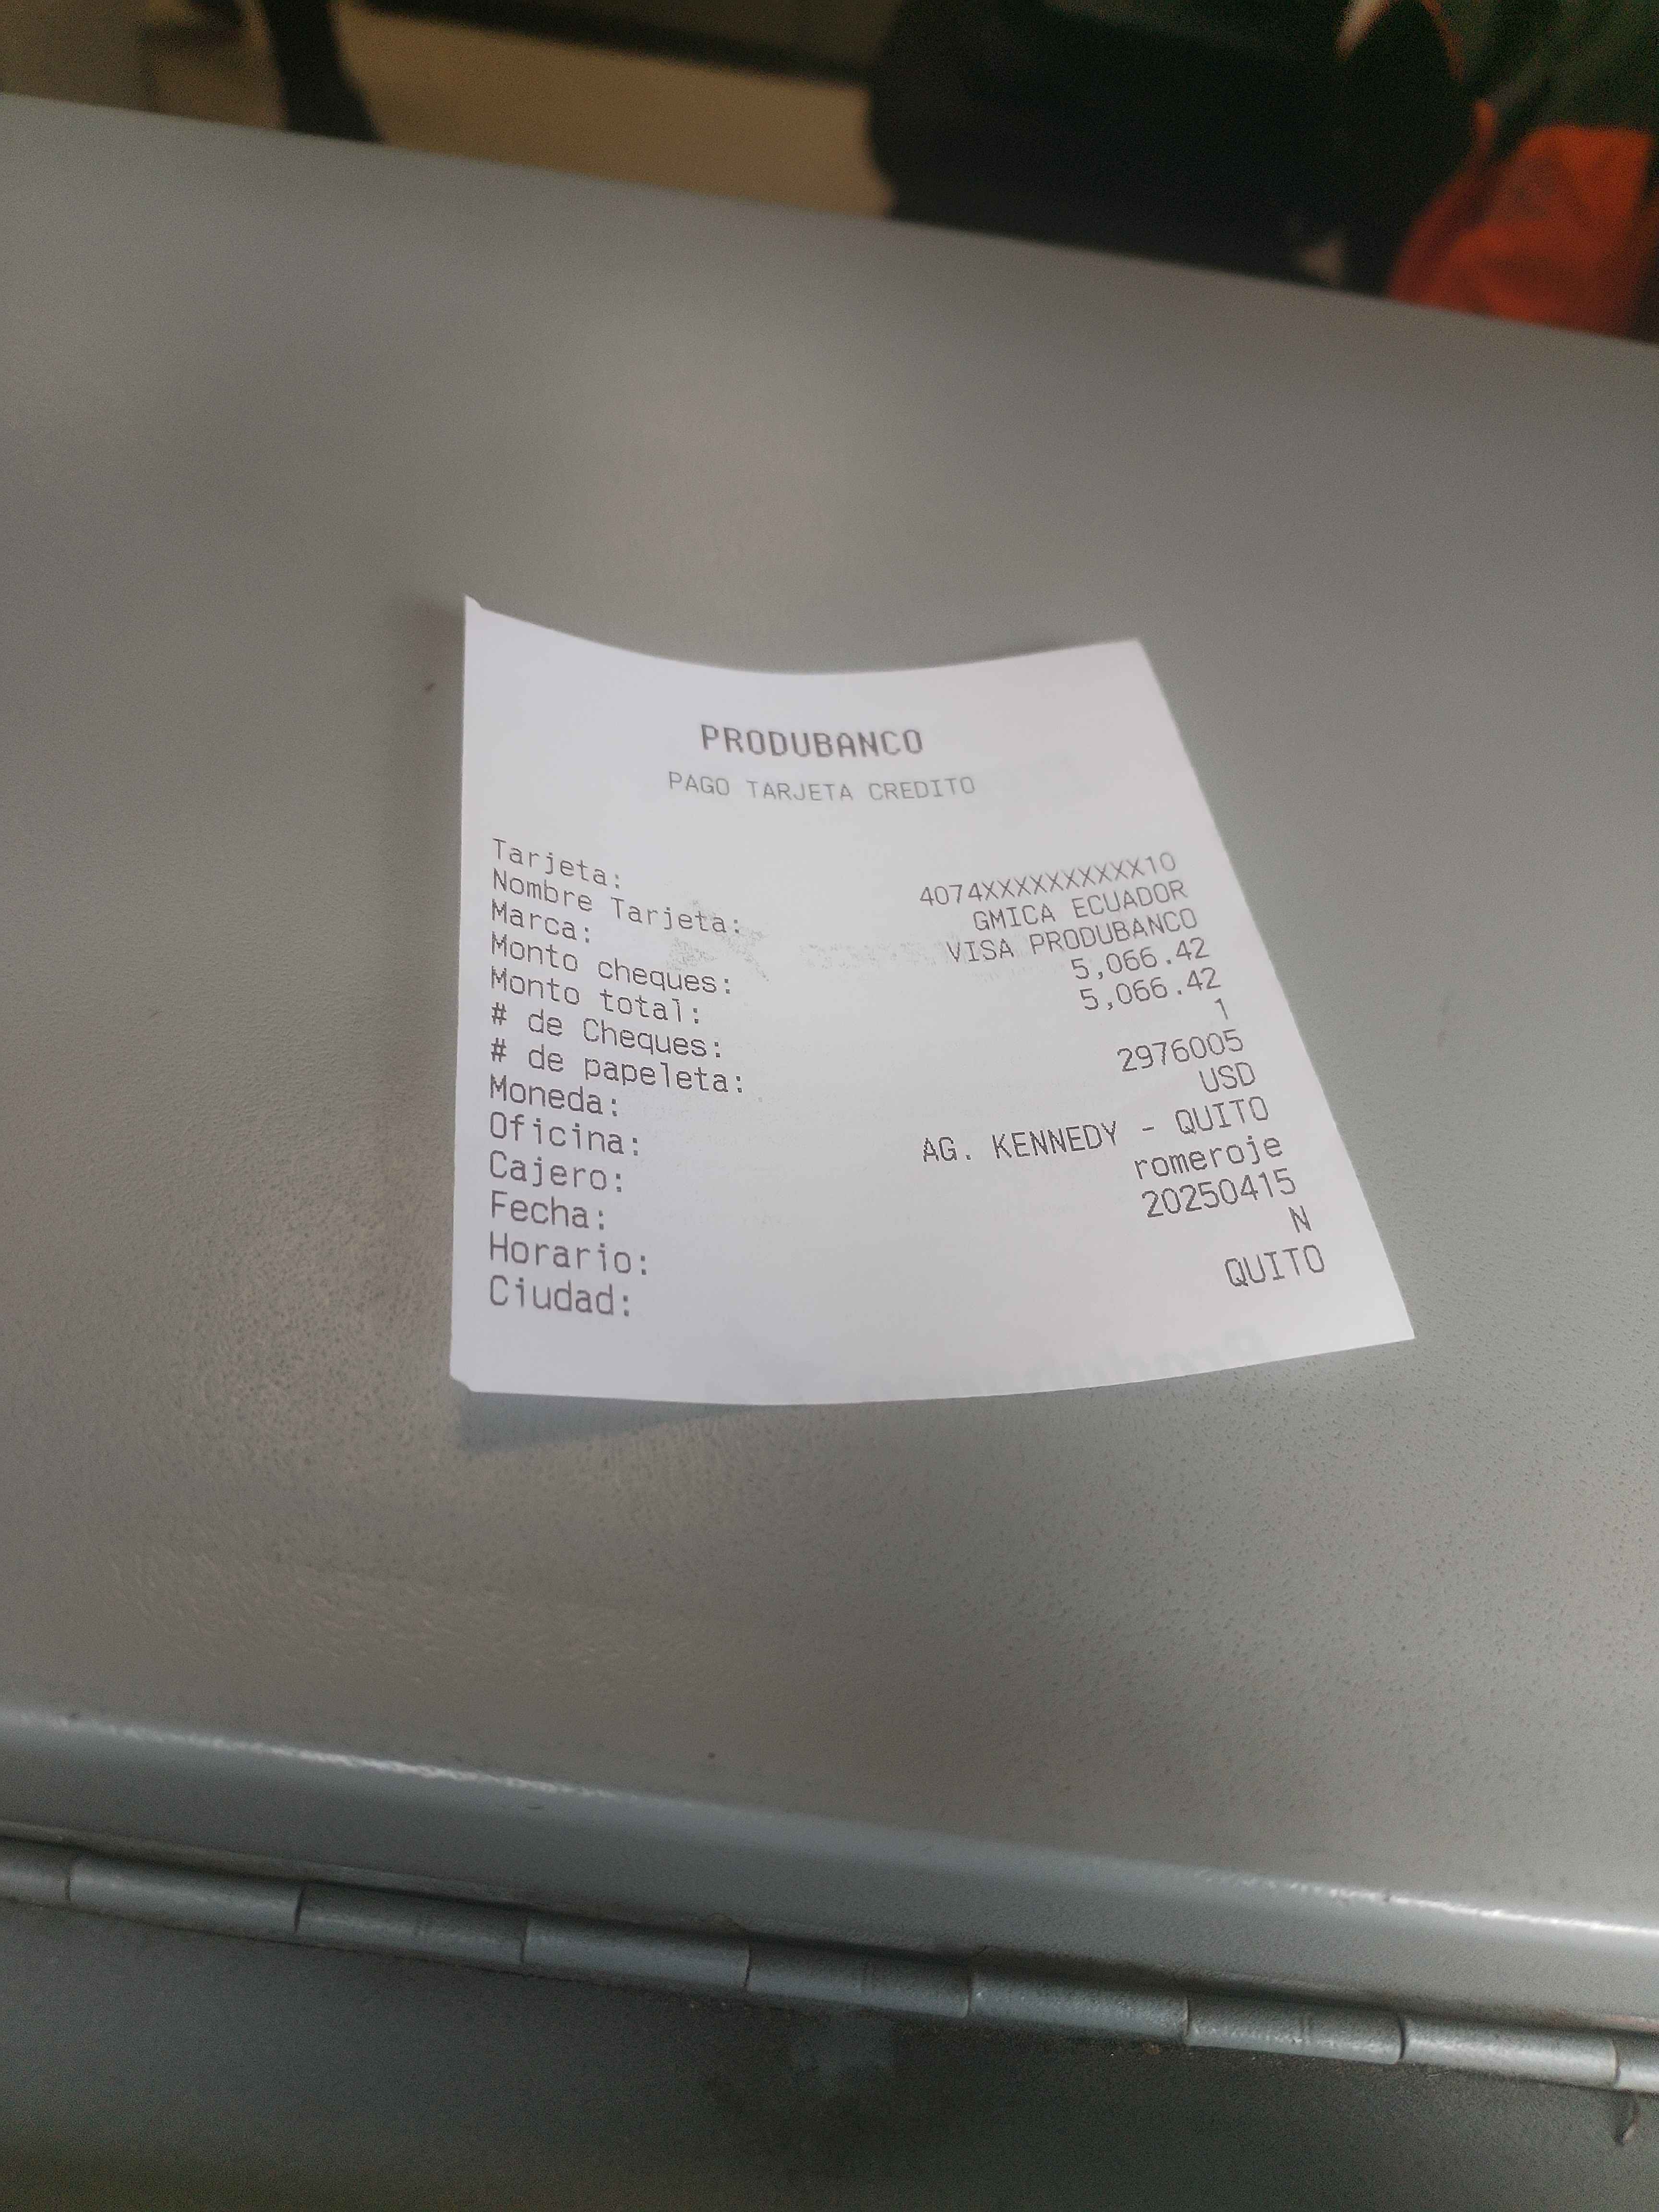 PRODUBANCO
PAGO TARJETA CREDITO
Tarjeta: 4074XXXXXXXXXX10
Nombre Tarjeta: GMICA ECUADOR
Marca: VISA PRODUBANCO
Monto cheques: 5,066.42
Monto total: 5,066.42
# de Cheques: 1
# de papeleta: 2976005
Moneda: USD
Oficina: AG. KENNEDY - QUITO
Cajero: romeroje
Fecha: 20250415
Horario: N
Ciudad: QUITO